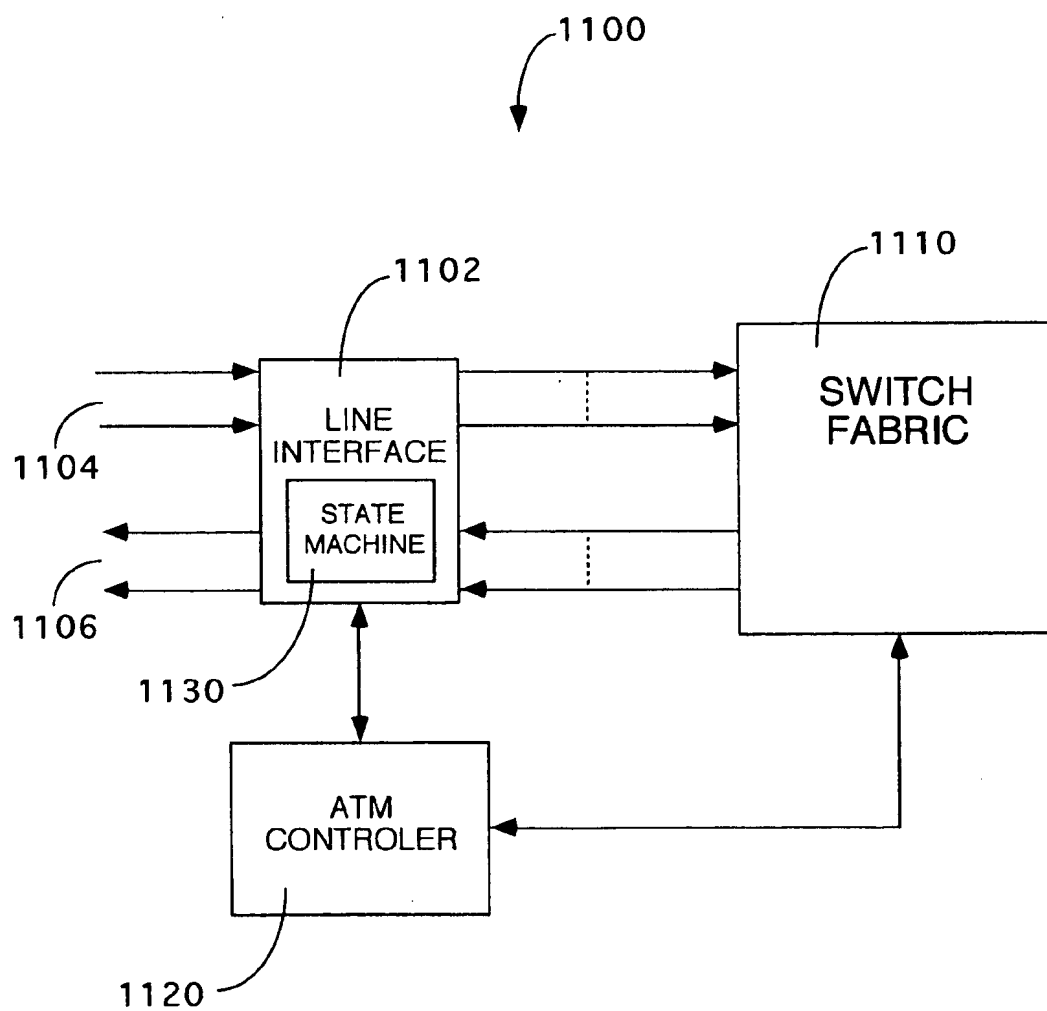 1100
1110
1102
SWITCH
FABRIC
LINE
INTERFACE
1104
STATE
MACHINE
1106
1130
ATM
CONTROLER
1120